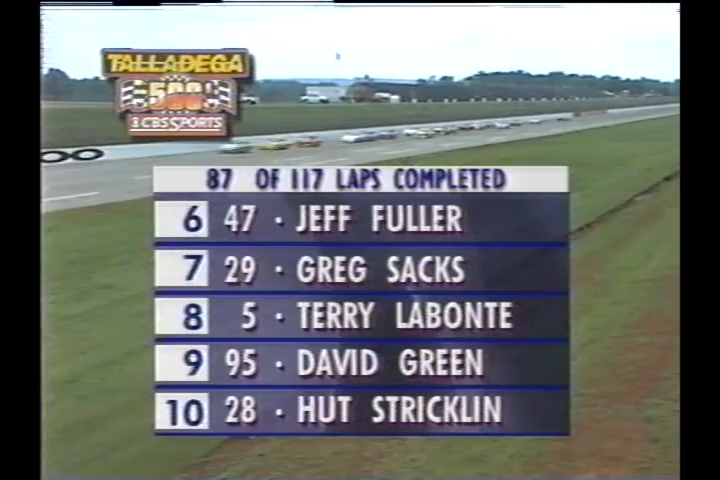 TALLADEGA
500
CBS SPORTS
87 OF 117 LAPS COMPLETED
6 47 · JEFF FULLER
7 29 · GREG SACKS
8 5 · TERRY LABONTE
9 95 · DAVID GREEN
10 28 · HUT STRICKLIN